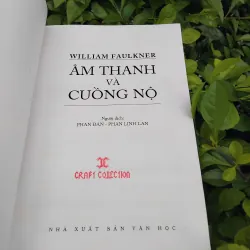 WILLIAM FAULKNER
ÂM THANH
VÀ
CUỒNG NỘ
Người dịch:
PHAN ĐAN - PHAN LINH LAN
CRAFT COLLECTION
NHÀ XUẤT BẢN VĂN HỌC